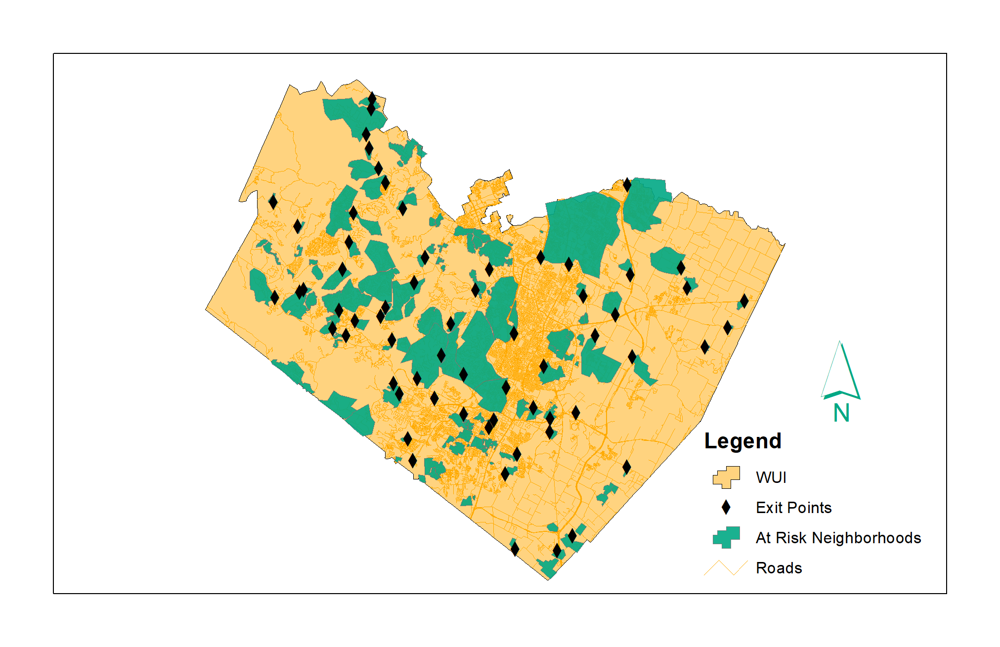 N
Legend
WUI
Exit Points
At Risk Neighborhoods
Roads